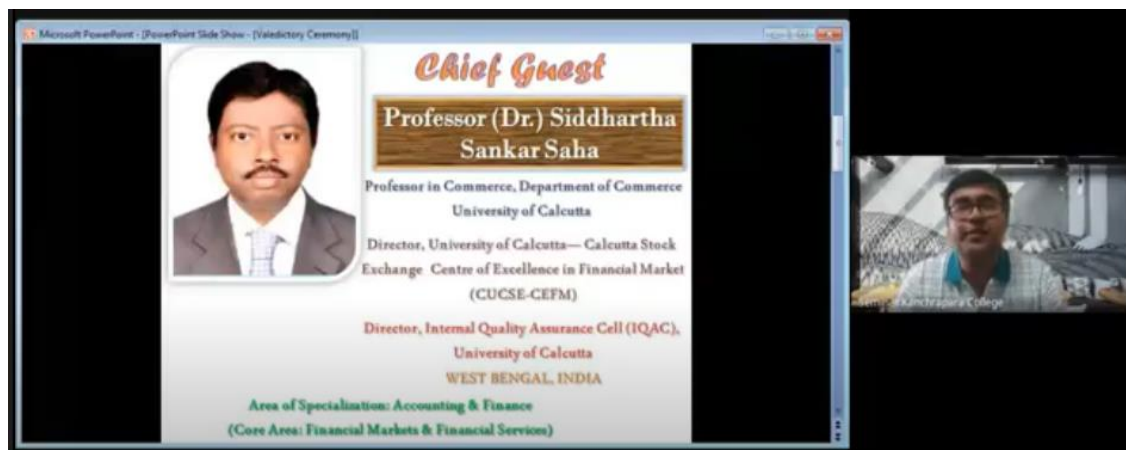 Microsoft PowerPoint - [PowerPoint Slide Show - [Valedictory Ceremony]]
Chief Guest
Professor (Dr.) Siddhartha
Sankar Saha
Professor in Commerce, Department of Commerce
University of Calcutta
Director, University of Calcutta— Calcutta Stock
Exchange Centre of Excellence in Financial Market
(CUCSE-CEFM)
Director, Internal Quality Assurance Cell (IQAC),
University of Calcutta
WEST BENGAL, INDIA
Area of Specialization: Accounting & Finance
(Core Area: Financial Markets & Financial Services)
Kanchrapara College